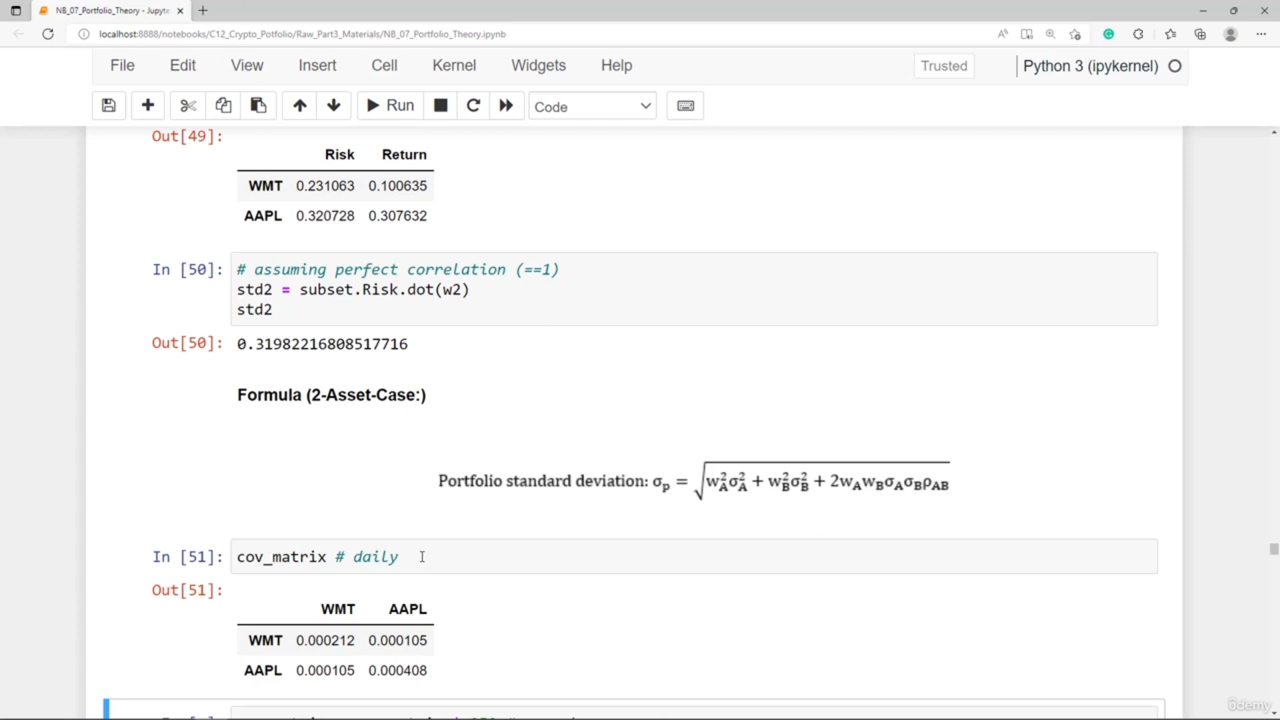 NB_07_Portfolio_Theory - Jupyte
localhost:8888/notebooks/C12_Crypto_Potfolio/Raw_Part3_Materials/NB_07_Portfolio_Theory.ipynb
File Edit View Insert Cell Kernel Widgets Help Trusted Python 3 (ipykernel)
Run Code
Out[49]:
Risk Return
WMT 0.231063 0.100635
AAPL 0.320728 0.307632
In [50]: # assuming perfect correlation (==1)
std2 = subset.Risk.dot(w2)
std2
Out[50]: 0.31982216808517716
Formula (2-Asset-Case:)
Portfolio standard deviation: σp = √w²Aσ²A + w²Bσ²B + 2wAwBσAσBρAB
In [51]: cov_matrix # daily
Out[51]:
WMT AAPL
WMT 0.000212 0.000105
AAPL 0.000105 0.000408
ûdemy